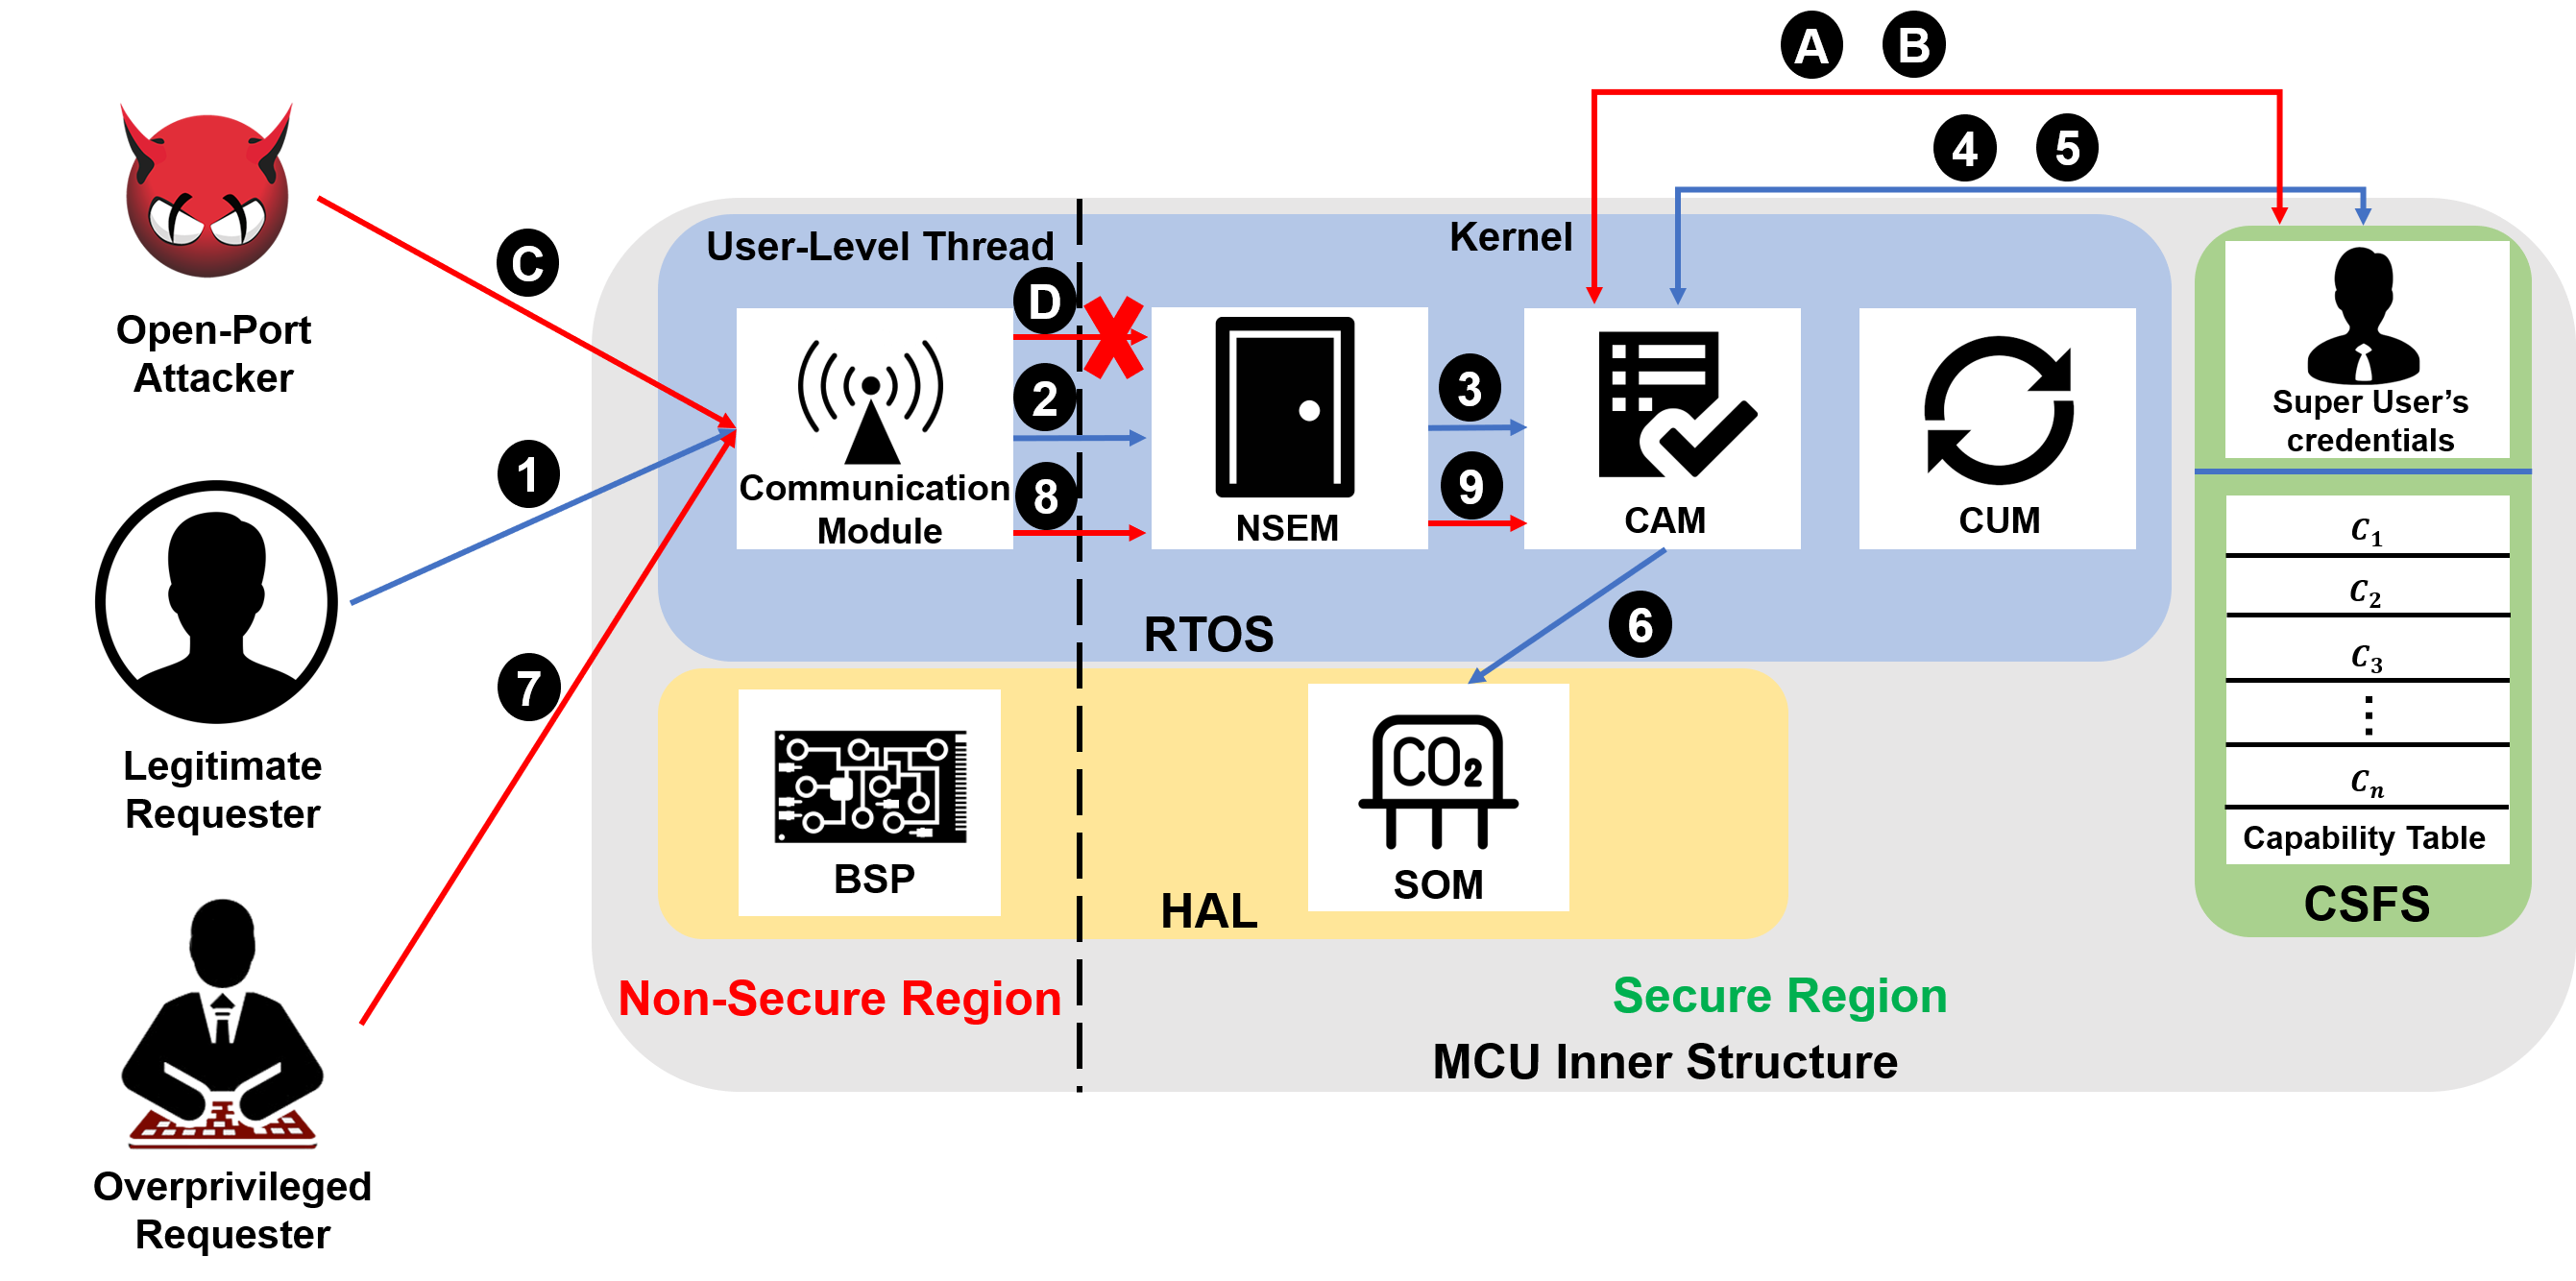 A B
4 5
Open-Port
Attacker
C
User-Level Thread
Kernel
D
2
8
Communication
Module
NSEM
3
9
CAM
CUM
Super User's
credentials
1
Legitimate
Requester
7
RTOS
6
C₁
C₂
C₃
⋮
Cₙ
Capability Table
CSFS
BSP
CO₂
SOM
HAL
Non-Secure Region
Secure Region
MCU Inner Structure
Overprivileged
Requester